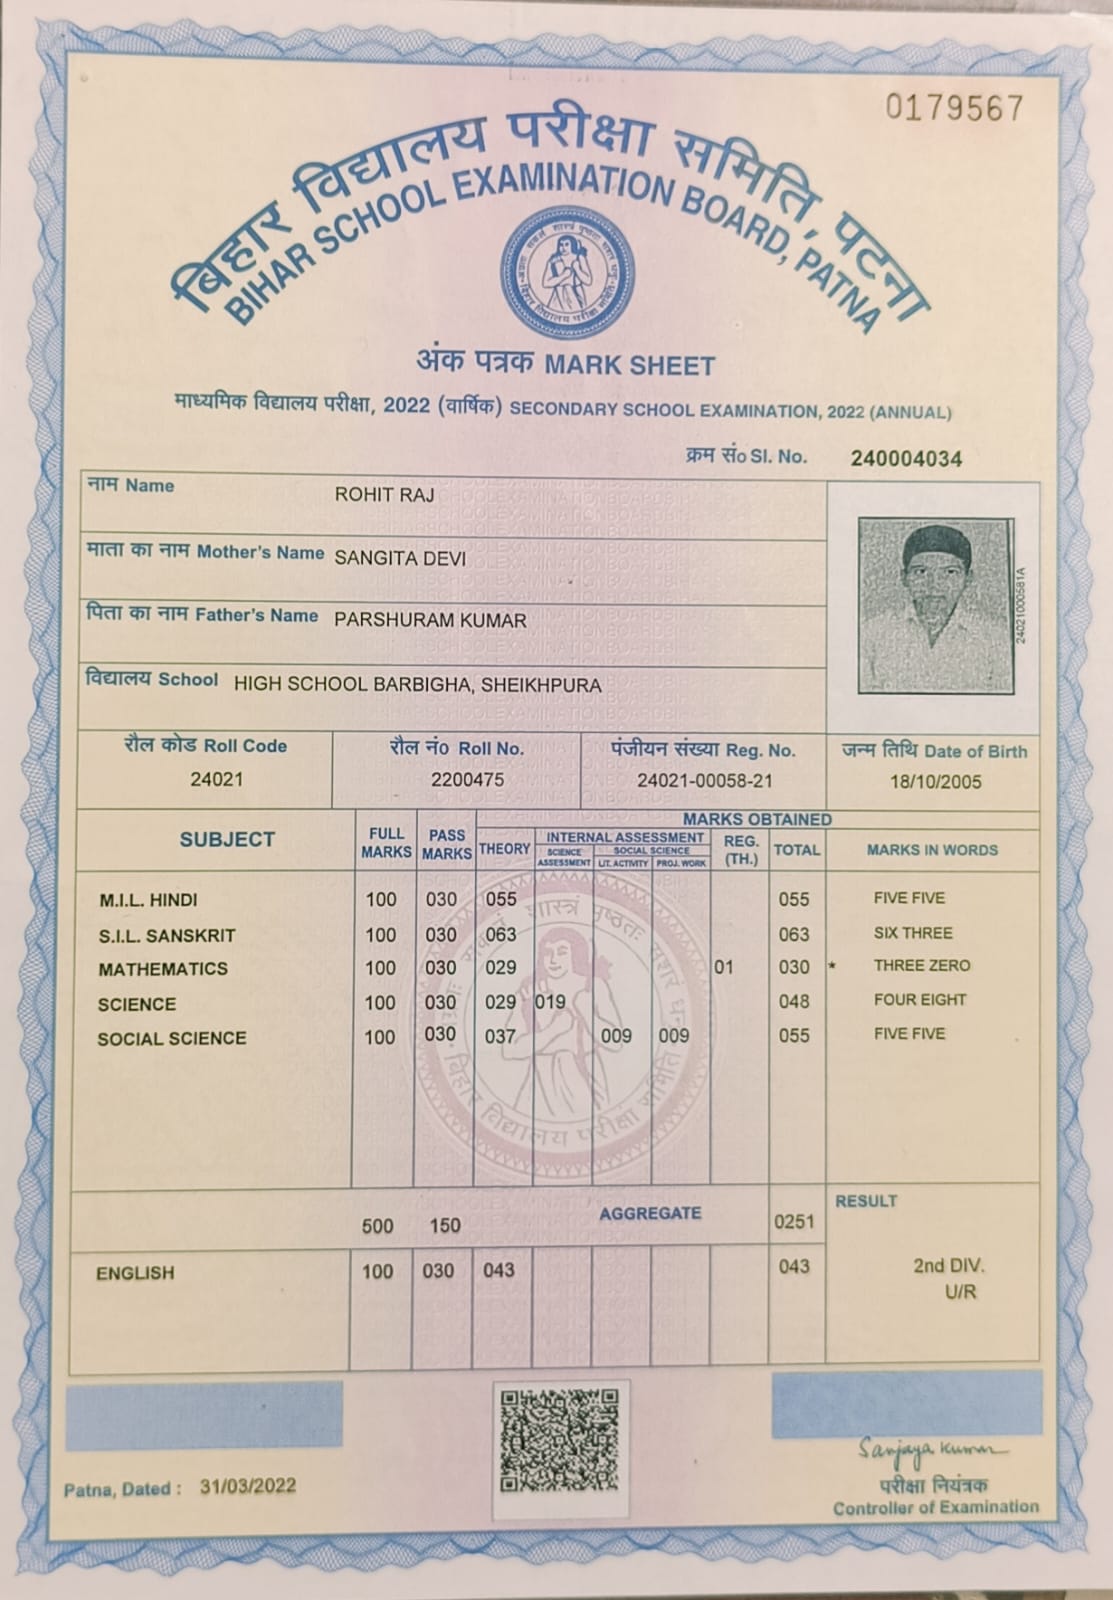 0179567
बिहार विद्यालय परीक्षा समिति, पटना
BIHAR SCHOOL EXAMINATION BOARD, PATNA
अंक पत्रक MARK SHEET
माध्यमिक विद्यालय परीक्षा, 2022 (वार्षिक) SECONDARY SCHOOL EXAMINATION, 2022 (ANNUAL)
क्रम सं० Sl. No. 240004034
नाम Name ROHIT RAJ
माता का नाम Mother's Name SANGITA DEVI
पिता का नाम Father's Name PARSHURAM KUMAR
विद्यालय School HIGH SCHOOL BARBIGHA, SHEIKHPURA
240210000581A
रौल कोड Roll Code रौल नं० Roll No. पंजीयन संख्या Reg. No. जन्म तिथि Date of Birth
24021 2200475 24021-00058-21 18/10/2005
SUBJECT FULL MARKS PASS MARKS MARKS OBTAINED
THEORY INTERNAL ASSESSMENT REG. (TH.) TOTAL MARKS IN WORDS
SCIENCE ASSESSMENT SOCIAL SCIENCE
LIT. ACTIVITY PROJ. WORK
M.I.L. HINDI 100 030 055 055 FIVE FIVE
S.I.L. SANSKRIT 100 030 063 063 SIX THREE
MATHEMATICS 100 030 029 01 030 * THREE ZERO
SCIENCE 100 030 029 019 048 FOUR EIGHT
SOCIAL SCIENCE 100 030 037 009 009 055 FIVE FIVE
बिहार विद्यालय परीक्षा समिति
500 150 AGGREGATE 0251 RESULT
ENGLISH 100 030 043 043 2nd DIV.
U/R
Sanjaya Kumar
Patna, Dated : 31/03/2022
परीक्षा नियंत्रक
Controller of Examination